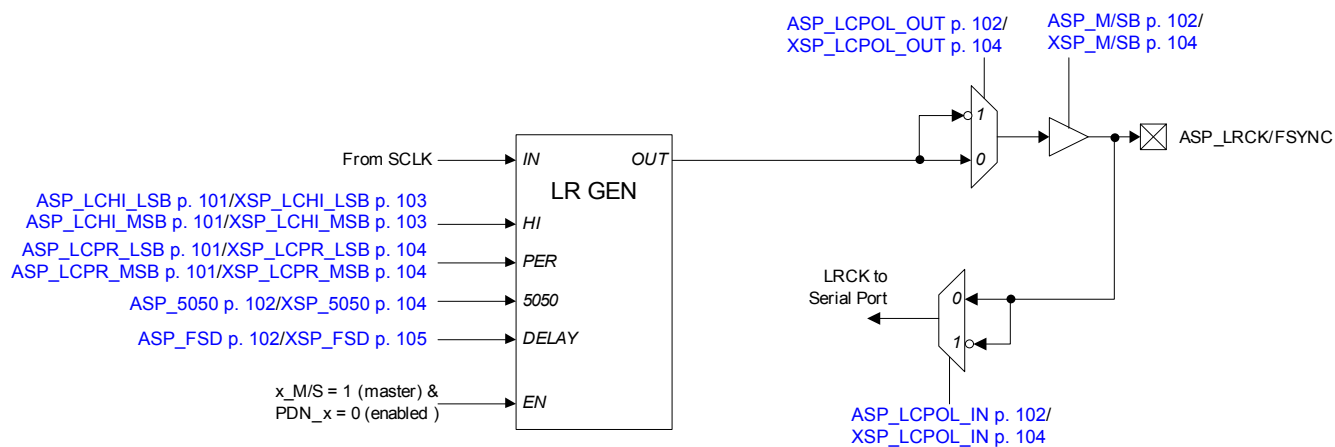 ASP_LCPOL_OUT p. 102/
XSP_LCPOL_OUT p. 104
ASP_M/SB p. 102/
XSP_M/SB p. 104
1
0
ASP_LRCK/FSYNC
From SCLK
IN
OUT
LR GEN
ASP_LCHI_LSB p. 101/XSP_LCHI_LSB p. 103
ASP_LCHI_MSB p. 101/XSP_LCHI_MSB p. 103
HI
ASP_LCPR_LSB p. 101/XSP_LCPR_LSB p. 104
ASP_LCPR_MSB p. 101/XSP_LCPR_MSB p. 104
PER
ASP_5050 p. 102/XSP_5050 p. 104
5050
ASP_FSD p. 102/XSP_FSD p. 105
DELAY
x_M/S = 1 (master) &
PDN_x = 0 (enabled )
EN
LRCK to
Serial Port
0
1
ASP_LCPOL_IN p. 102/
XSP_LCPOL_IN p. 104